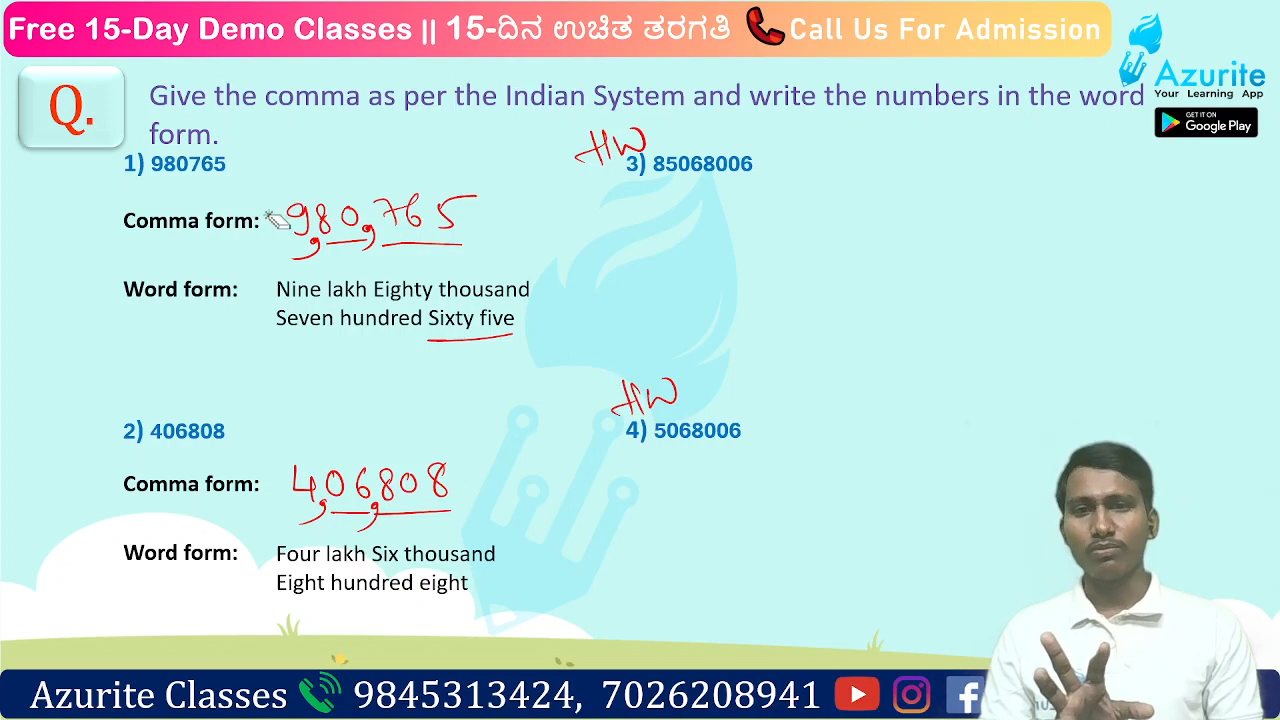 Free 15-Day Demo Classes || 15-ದಿನ ಉಚಿತ ತರಗತಿ Call Us For Admission
Azurite
Your Learning App
GET IT ON
Google Play
Q.
Give the comma as per the Indian System and write the numbers in the word
form.
1) 980765
Comma form: 9,80,765
Word form: Nine lakh Eighty thousand
Seven hundred Sixty five
2) 406808
Comma form: 4,06,808
Word form: Four lakh Six thousand
Eight hundred eight
HW
3) 85068006
HW
4) 5068006
Azurite Classes 9845313424, 7026208941